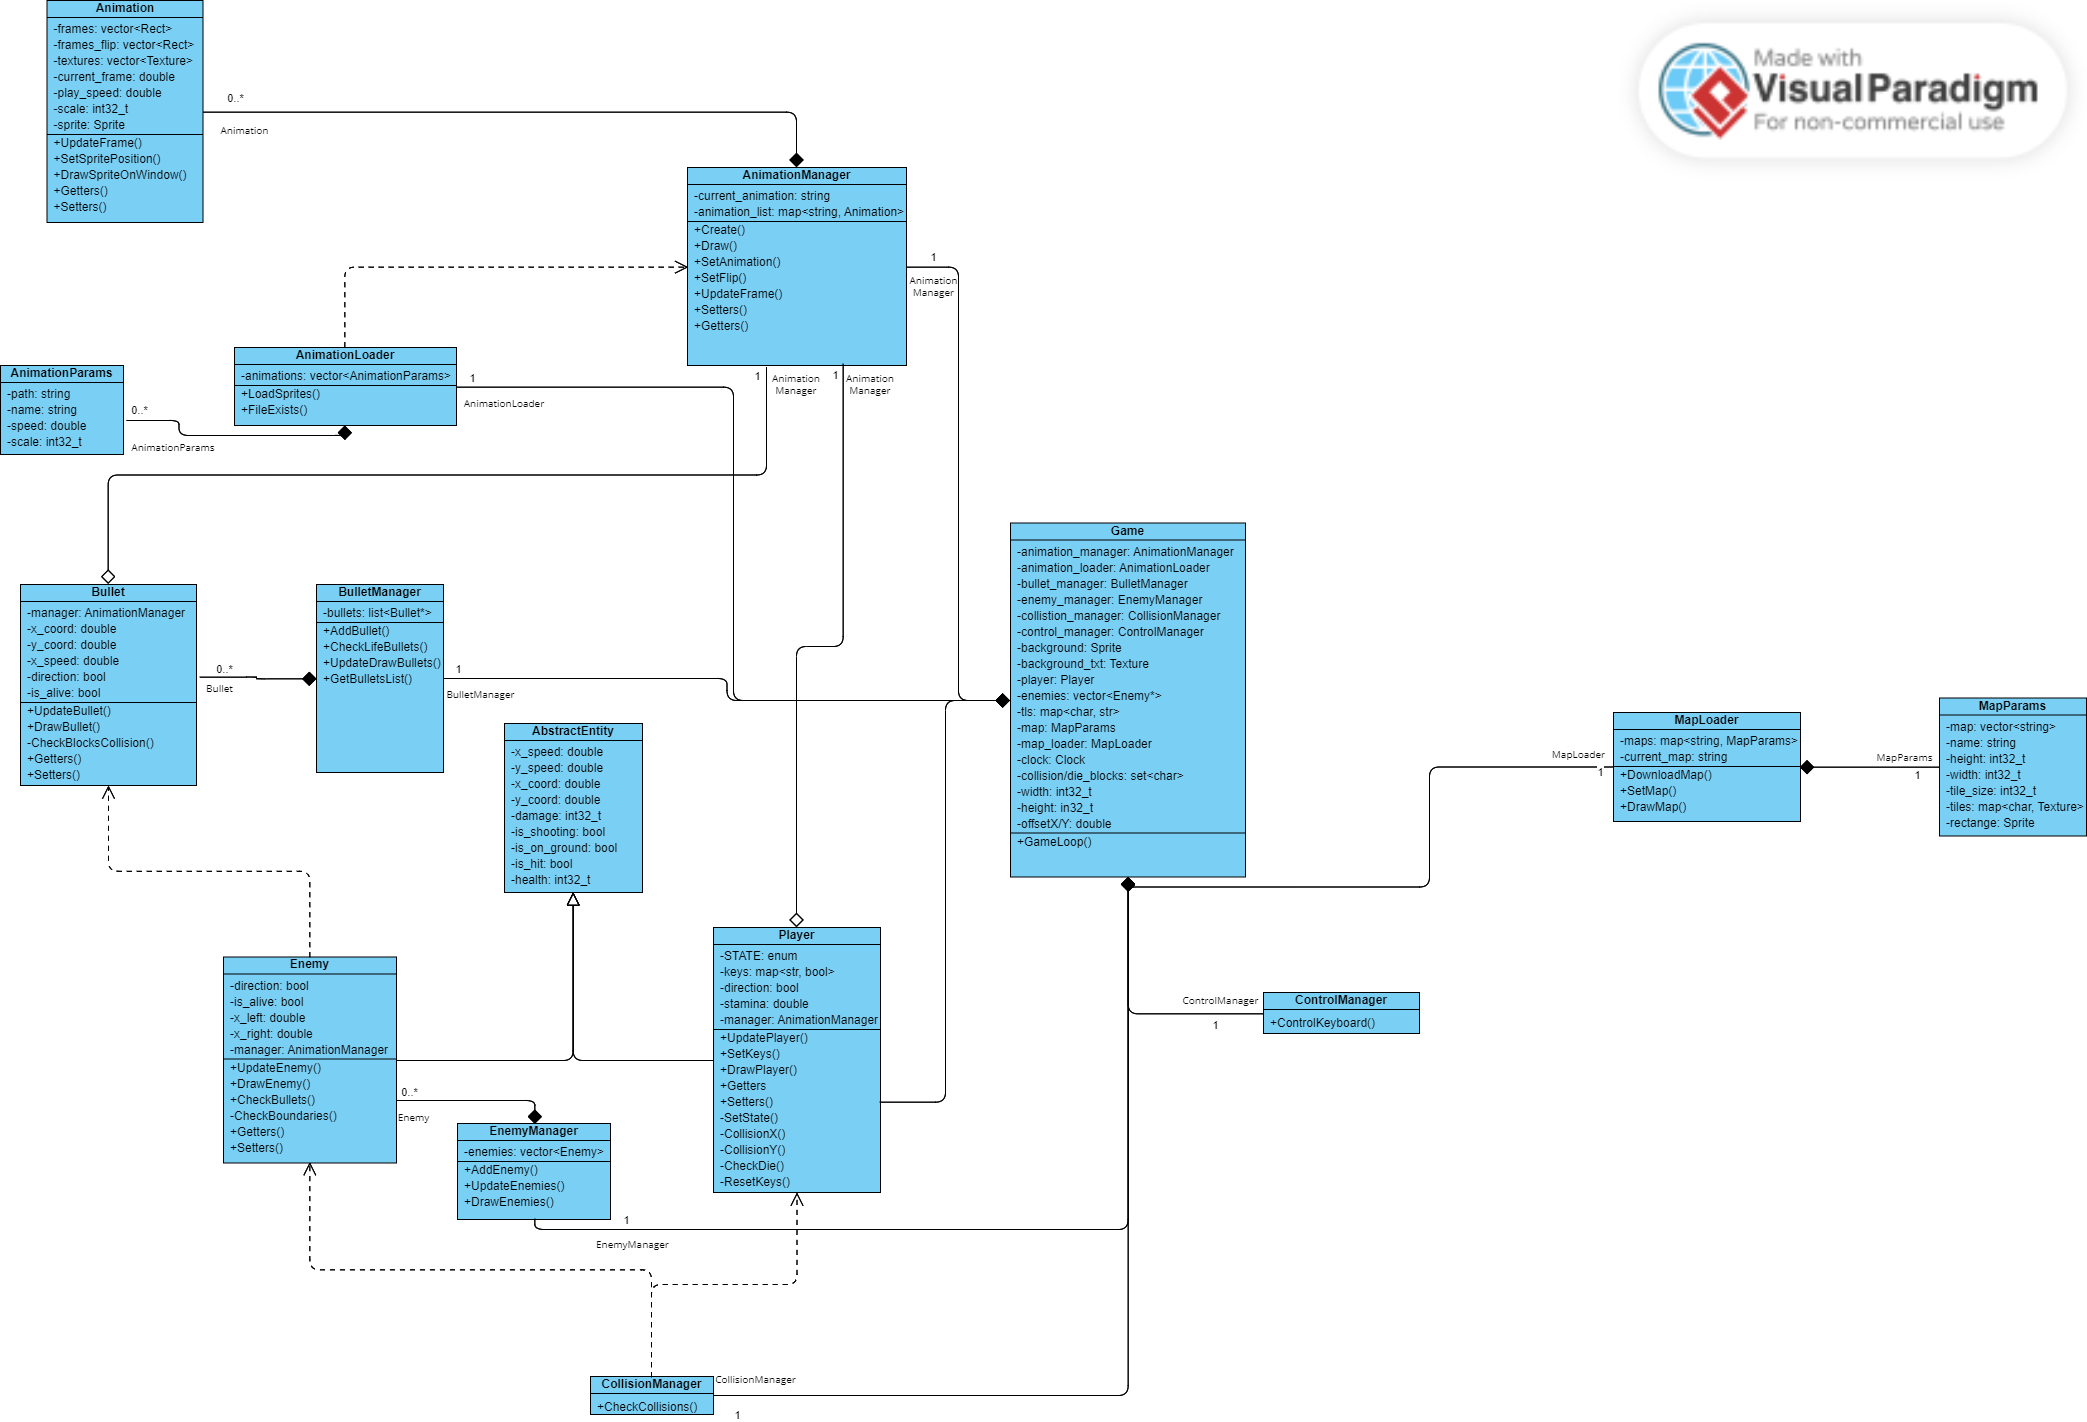 Animation
-frames: vector<Rect>
-frames_flip: vector<Rect>
-textures: vector<Texture>
-current_frame: double
-play_speed: double
-scale: int32_t
-sprite: Sprite
+UpdateFrame()
+SetSpritePosition()
+DrawSpriteOnWindow()
+Getters()
+Setters()
0..*
Animation
Made with
Visual Paradigm
For non-commercial use
AnimationManager
-current_animation: string
-animation_list: map<string, Animation>
+Create()
+Draw()
+SetAnimation()
+SetFlip()
+UpdateFrame()
+Setters()
+Getters()
1
Animation
Manager
1
Animation
Manager
1
Animation
Manager
AnimationLoader
-animations: vector<AnimationParams>
+LoadSprites()
+FileExists()
1
AnimationLoader
AnimationParams
-path: string
-name: string
-speed: double
-scale: int32_t
0..*
AnimationParams
Bullet
-manager: AnimationManager
-x_coord: double
-y_coord: double
-x_speed: double
-direction: bool
-is_alive: bool
+UpdateBullet()
+DrawBullet()
-CheckBlocksCollision()
+Getters()
+Setters()
0..*
Bullet
BulletManager
-bullets: list<Bullet*>
+AddBullet()
+CheckLifeBullets()
+UpdateDrawBullets()
+GetBulletsList()
1
BulletManager
AbstractEntity
-x_speed: double
-y_speed: double
-x_coord: double
-y_coord: double
-damage: int32_t
-is_shooting: bool
-is_on_ground: bool
-is_hit: bool
-health: int32_t
Game
-animation_manager: AnimationManager
-animation_loader: AnimationLoader
-bullet_manager: BulletManager
-enemy_manager: EnemyManager
-collistion_manager: CollisionManager
-control_manager: ControlManager
-background: Sprite
-background_txt: Texture
-player: Player
-enemies: vector<Enemy*>
-tls: map<char, str>
-map: MapParams
-map_loader: MapLoader
-clock: Clock
-collision/die_blocks: set<char>
-width: int32_t
-height: in32_t
-offsetX/Y: double
+GameLoop()
MapLoader
1
MapLoader
-maps: map<string, MapParams>
-current_map: string
+DownloadMap()
+SetMap()
+DrawMap()
MapParams
1
MapParams
-map: vector<string>
-name: string
-height: int32_t
-width: int32_t
-tile_size: int32_t
-tiles: map<char, Texture>
-rectange: Sprite
Enemy
-direction: bool
-is_alive: bool
-x_left: double
-x_right: double
-manager: AnimationManager
+UpdateEnemy()
+DrawEnemy()
+CheckBullets()
-CheckBoundaries()
+Getters()
+Setters()
0..*
Enemy
EnemyManager
-enemies: vector<Enemy>
+AddEnemy()
+UpdateEnemies()
+DrawEnemies()
1
EnemyManager
Player
-STATE: enum
-keys: map<str, bool>
-direction: bool
-stamina: double
-manager: AnimationManager
+UpdatePlayer()
+SetKeys()
+DrawPlayer()
+Getters
+Setters()
-SetState()
-CollisionX()
-CollisionY()
-CheckDie()
-ResetKeys()
ControlManager
1
ControlManager
+ControlKeyboard()
CollisionManager
+CheckCollisions()
CollisionManager
1